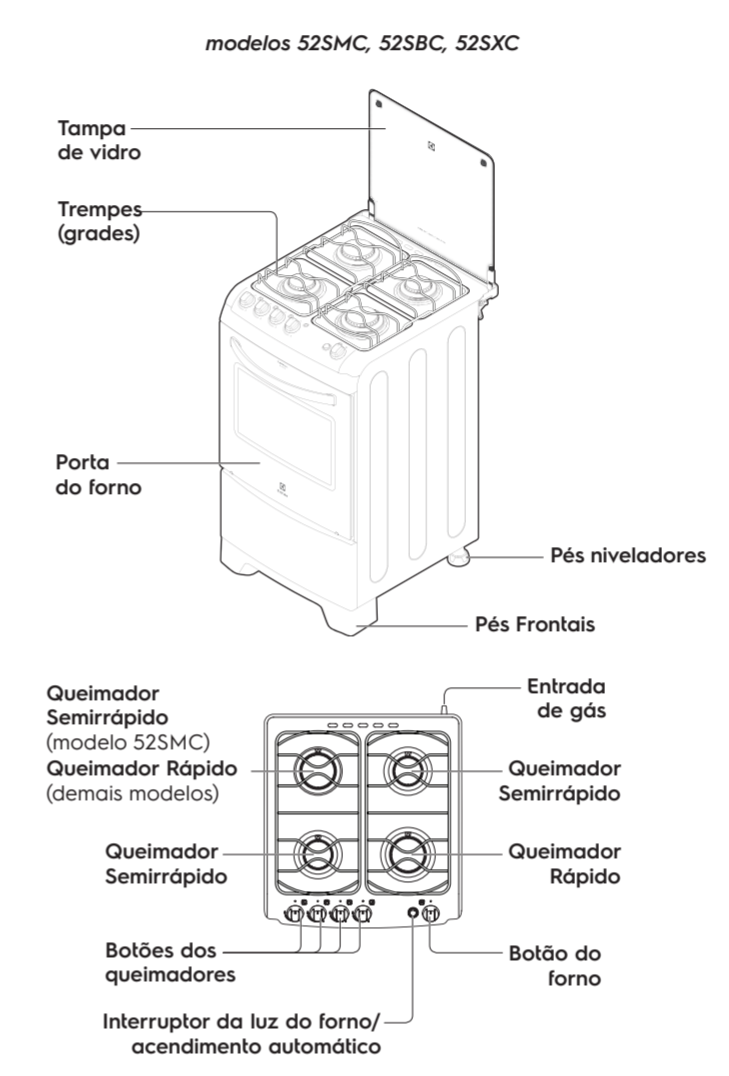 modelos 52SMC, 52SBC, 52SXC
Tampa
de vidro
Trempes
(grades)
Porta
do forno
Pés niveladores
Pés Frontais
Queimador
Semirrápido
(modelo 52SMC)
Queimador Rápido
(demais modelos)
Entrada
de gás
Queimador
Semirrápido
Queimador
Semirrápido
Queimador
Rápido
Botões dos
queimadores
Botão do
forno
Interruptor da luz do forno/
acendimento automático